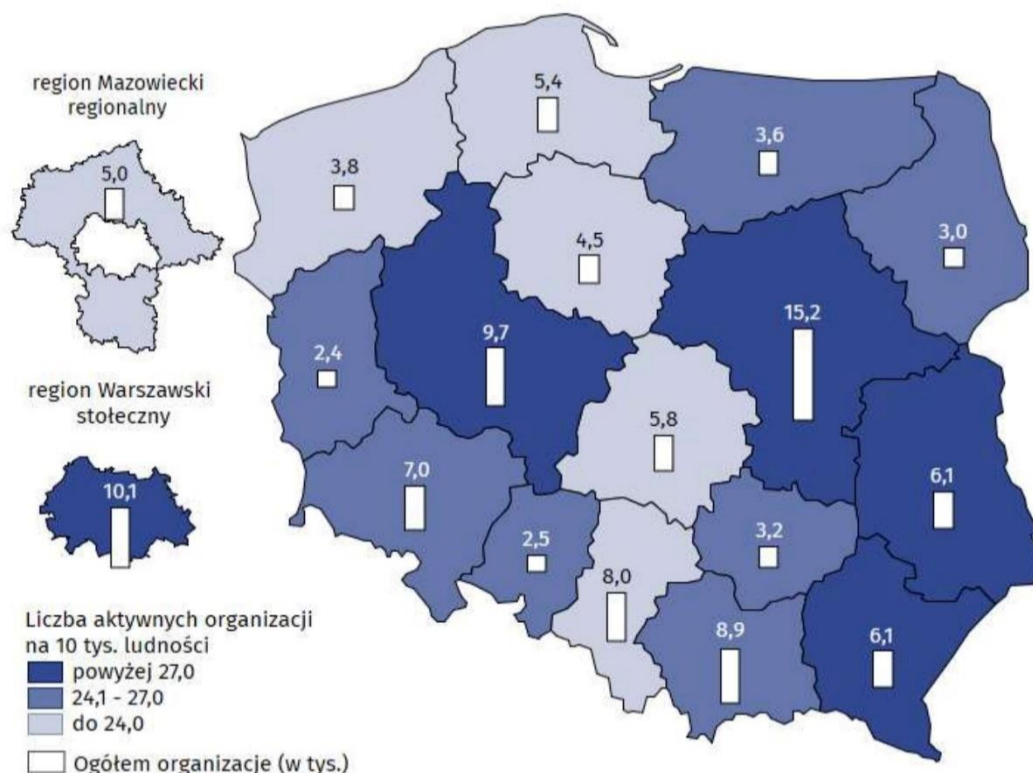 region Mazowiecki
regionalny
5,0
region Warszawski
stołeczny
10,1
5,4
3,8
3,6
4,5
3,0
9,7
15,2
2,4
5,8
7,0
6,1
2,5
3,2
8,0
8,9
6,1
Liczba aktywnych organizacji
na 10 tys. ludności
powyżej 27,0
24,1 - 27,0
do 24,0
Ogółem organizacje (w tys.)